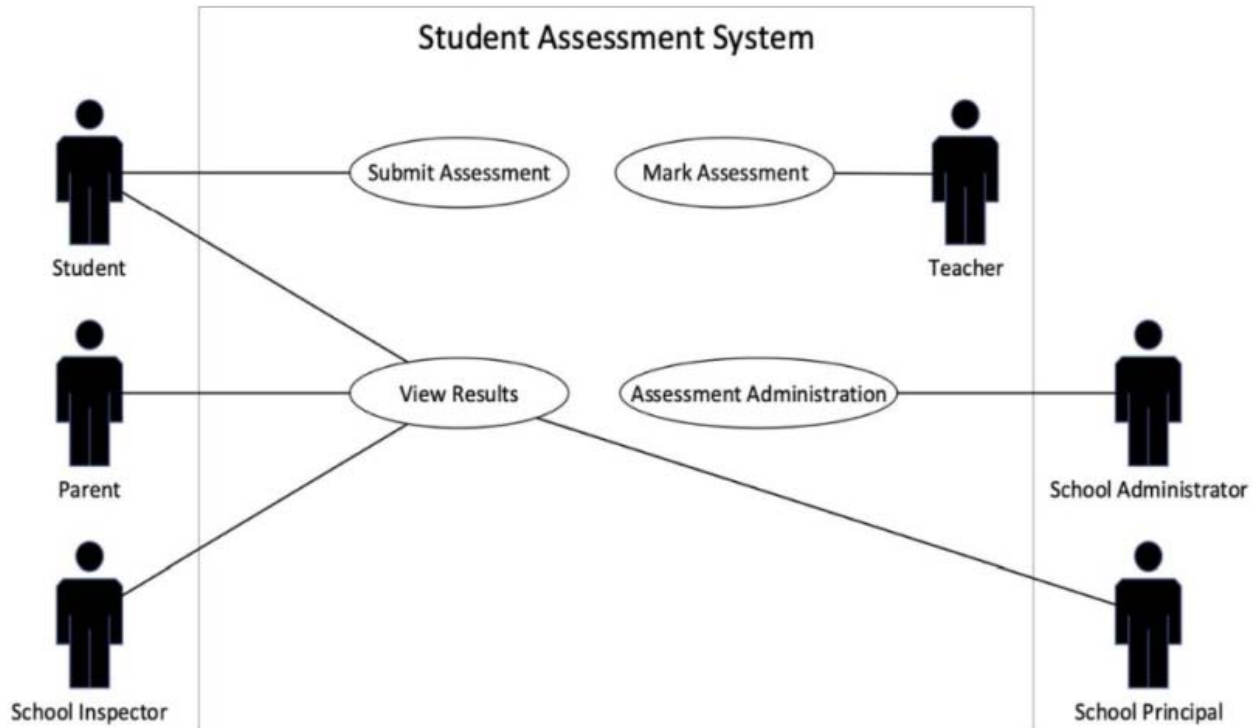 Student Assessment System
Submit Assessment
Mark Assessment
Student
Teacher
View Results
Assessment Administration
Parent
School Administrator
School Inspector
School Principal